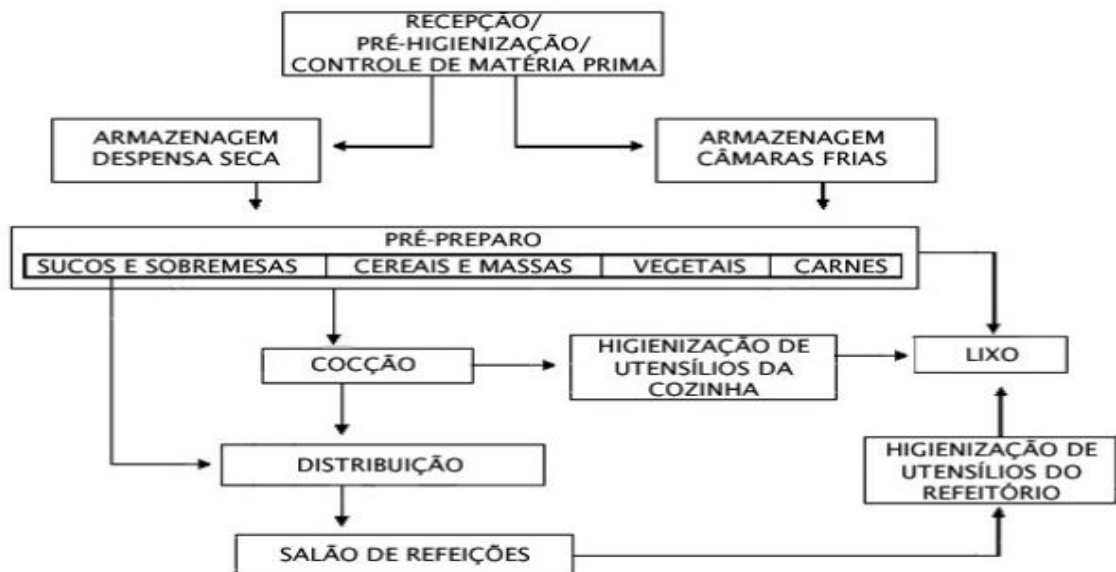 RECEPÇÃO/
PRÉ-HIGIENIZAÇÃO/
CONTROLE DE MATÉRIA PRIMA
ARMAZENAGEM
DESPENSA SECA
ARMAZENAGEM
CÂMARAS FRIAS
PRÉ-PREPARO
SUCOS E SOBREMESAS
CEREAIS E MASSAS
VEGETAIS
CARNES
COCÇÃO
HIGIENIZAÇÃO DE
UTENSÍLIOS DA
COZINHA
LIXO
DISTRIBUIÇÃO
HIGIENIZAÇÃO DE
UTENSÍLIOS DO
REFEITÓRIO
SALÃO DE REFEIÇÕES